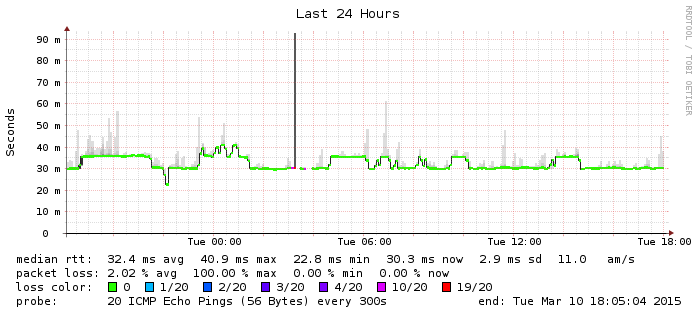 Last 24 Hours
RRDTOOL / TOBI OETIKER
Seconds
90 m
80 m
70 m
60 m
50 m
40 m
30 m
20 m
10 m
0
Tue 00:00 Tue 06:00 Tue 12:00 Tue 18:00
median rtt: 32.4 ms avg 40.9 ms max 22.8 ms min 30.3 ms now 2.9 ms sd 11.0 am/s
packet loss: 2.02 % avg 100.00 % max 0.00 % min 0.00 % now
loss color: 0 1/20 2/20 3/20 4/20 10/20 19/20
probe: 20 ICMP Echo Pings (56 Bytes) every 300s end: Tue Mar 10 18:05:04 2015